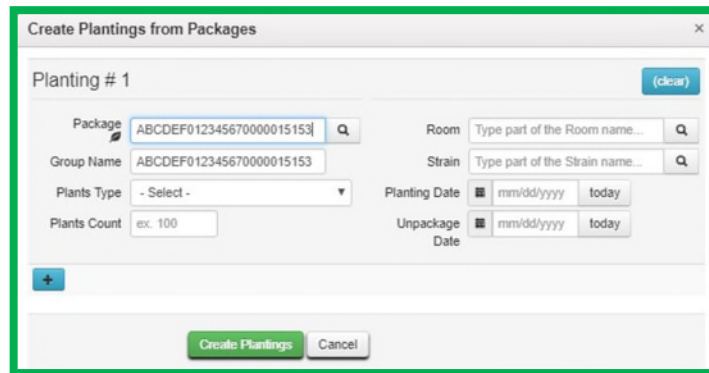 Create Plantings from Packages ×
Planting # 1 (clear)
Package ABCDEF012345670000015153 Room Type part of the Room name...
Group Name ABCDEF012345670000015153 Strain Type part of the Strain name...
Plants Type - Select - Planting Date mm/dd/yyyy today
Plants Count ex. 100 Unpackage Date mm/dd/yyyy today
+
Create Plantings Cancel